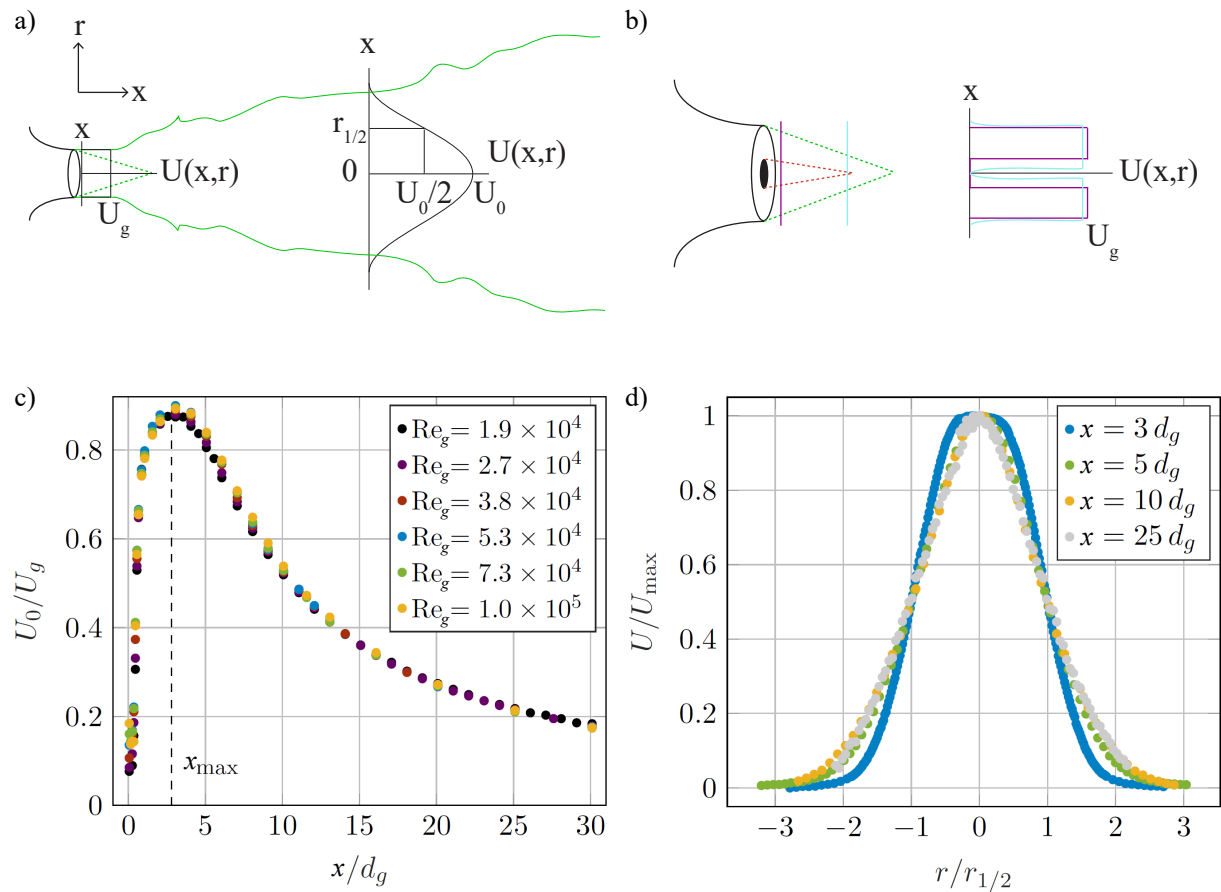 a)
r
x
x
U(x,r)
U_g
x
r_{1/2}
0
U(x,r)
U_0/2
U_0
b)
x
U(x,r)
U_g
c)
U_0/U_g
0.8
0.6
0.4
0.2
0
Re_g = 1.9 × 10^4
Re_g = 2.7 × 10^4
Re_g = 3.8 × 10^4
Re_g = 5.3 × 10^4
Re_g = 7.3 × 10^4
Re_g = 1.0 × 10^5
x_max
0 5 10 15 20 25 30
x/d_g
d)
U/U_max
1
0.8
0.6
0.4
0.2
0
x = 3 d_g
x = 5 d_g
x = 10 d_g
x = 25 d_g
−3 −2 −1 0 1 2 3
r/r_{1/2}